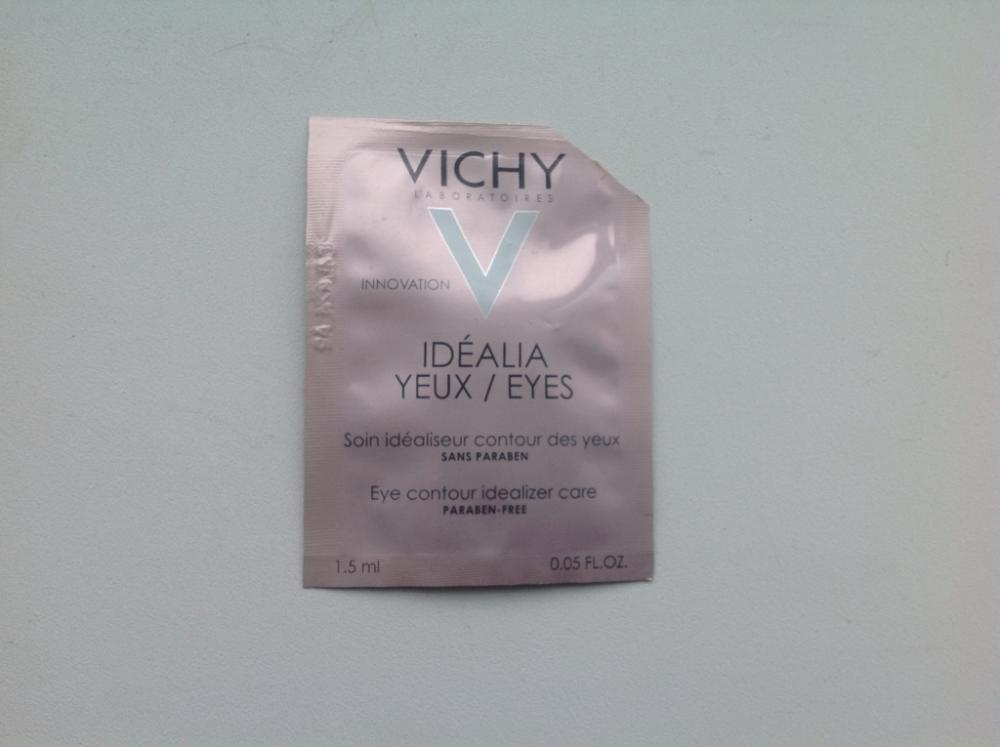 VICHY
LABORATOIRES
V
INNOVATION
IDÉALIA
YEUX / EYES
Soin idéaliseur contour des yeux
SANS PARABEN
Eye contour idealizer care
PARABEN-FREE
1.5 ml 0.05 FL.OZ.